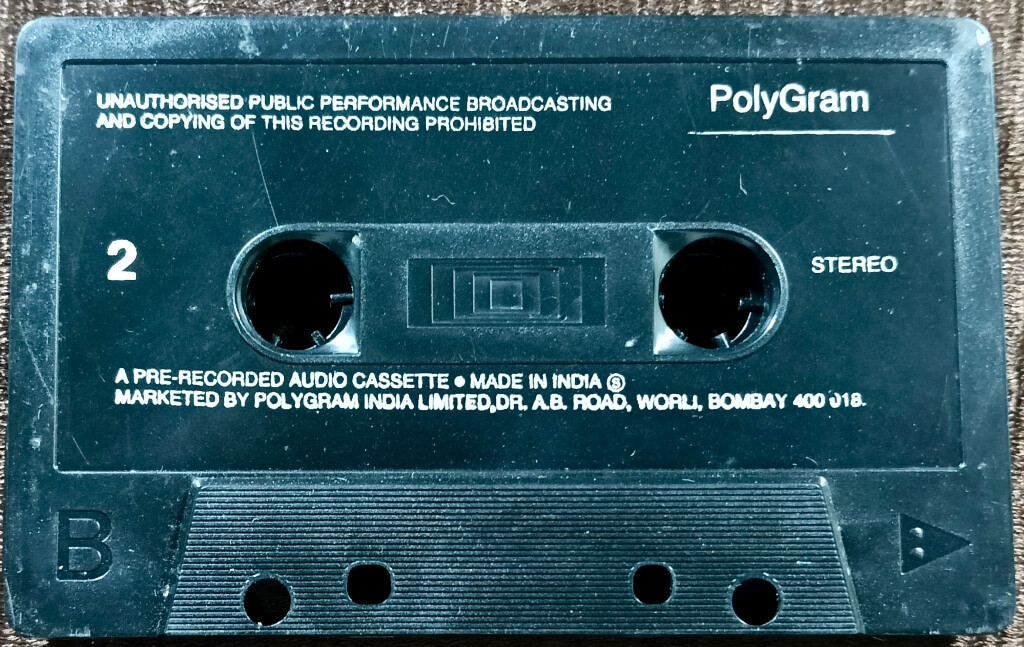 UNAUTHORISED PUBLIC PERFORMANCE BROADCASTING
AND COPYING OF THIS RECORDING PROHIBITED
PolyGram
2
STEREO
A PRE-RECORDED AUDIO CASSETTE ● MADE IN INDIA Ⓢ
MARKETED BY POLYGRAM INDIA LIMITED,DR. A.B. ROAD, WORLI, BOMBAY 400 018.
B